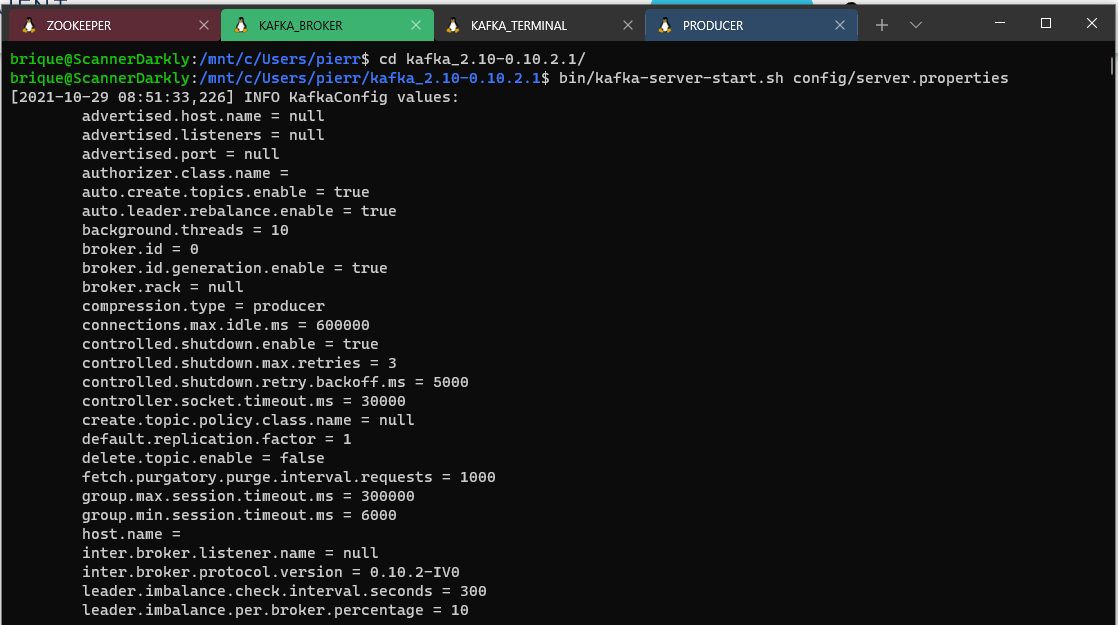 ZOOKEEPER KAFKA_BROKER KAFKA_TERMINAL PRODUCER
brique@ScannerDarkly:/mnt/c/Users/pierr$ cd kafka_2.10-0.10.2.1/
brique@ScannerDarkly:/mnt/c/Users/pierr/kafka_2.10-0.10.2.1$ bin/kafka-server-start.sh config/server.properties
[2021-10-29 08:51:33,226] INFO KafkaConfig values:
advertised.host.name = null
advertised.listeners = null
advertised.port = null
authorizer.class.name =
auto.create.topics.enable = true
auto.leader.rebalance.enable = true
background.threads = 10
broker.id = 0
broker.id.generation.enable = true
broker.rack = null
compression.type = producer
connections.max.idle.ms = 600000
controlled.shutdown.enable = true
controlled.shutdown.max.retries = 3
controlled.shutdown.retry.backoff.ms = 5000
controller.socket.timeout.ms = 30000
create.topic.policy.class.name = null
default.replication.factor = 1
delete.topic.enable = false
fetch.purgatory.purge.interval.requests = 1000
group.max.session.timeout.ms = 300000
group.min.session.timeout.ms = 6000
host.name =
inter.broker.listener.name = null
inter.broker.protocol.version = 0.10.2-IV0
leader.imbalance.check.interval.seconds = 300
leader.imbalance.per.broker.percentage = 10